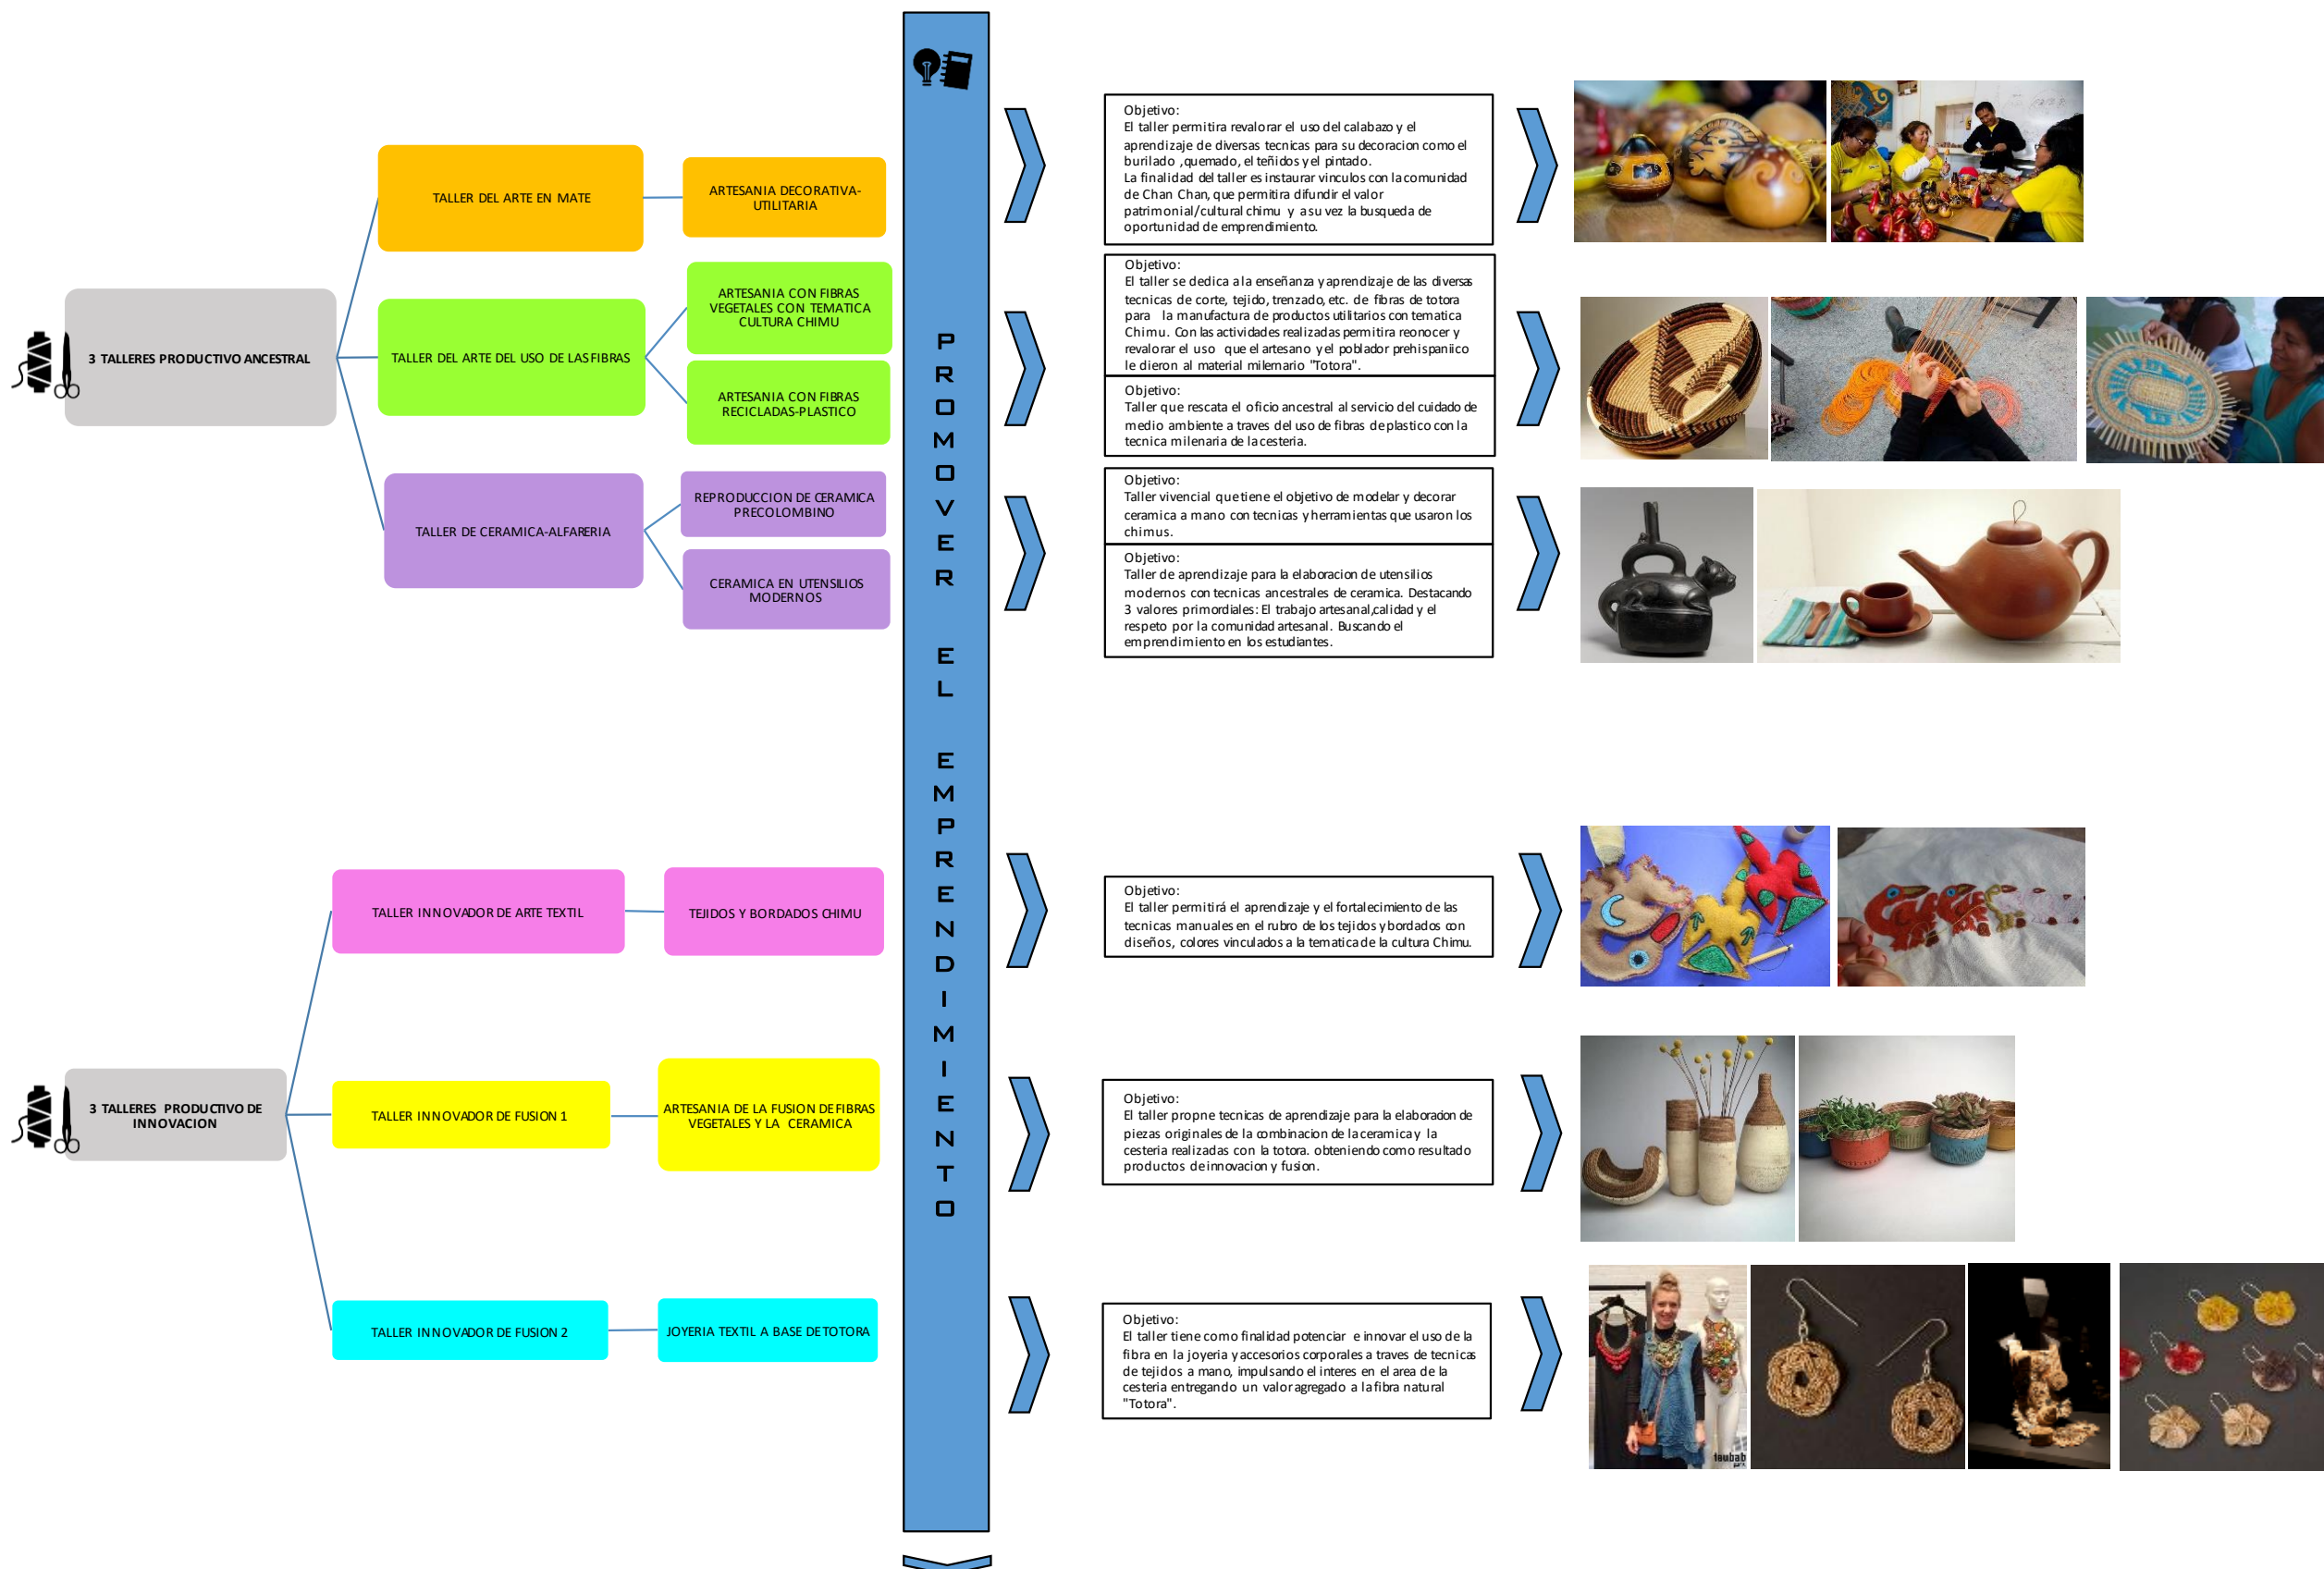 3 TALLERES PRODUCTIVO ANCESTRAL
TALLER DEL ARTE EN MATE
ARTESANIA DECORATIVA-
UTILITARIA
TALLER DEL ARTE DEL USO DE LAS FIBRAS
ARTESANIA CON FIBRAS
VEGETALES CON TEMATICA
CULTURA CHIMU
ARTESANIA CON FIBRAS
RECICLADAS-PLASTICO
TALLER DE CERAMICA-ALFARERIA
REPRODUCCION DE CERAMICA
PRECOLOMBINO
CERAMICA EN UTENSILIOS
MODERNOS
3 TALLERES PRODUCTIVO DE
INNOVACION
TALLER INNOVADOR DE ARTE TEXTIL
TEJIDOS Y BORDADOS CHIMU
TALLER INNOVADOR DE FUSION 1
ARTESANIA DE LA FUSION DE FIBRAS
VEGETALES Y LA CERAMICA
TALLER INNOVADOR DE FUSION 2
JOYERIA TEXTIL A BASE DE TOTORA
PROMOVER EL EMPRENDIMIENTO
Objetivo:
El taller permitira revalorar el uso del calabazo y el
aprendizaje de diversas tecnicas para su decoracion como el
burilado ,quemado, el teñidos y el pintado.
La finalidad del taller es instaurar vinculos con la comunidad
de Chan Chan, que permitira difundir el valor
patrimonial/cultural chimu y a su vez la busqueda de
oportunidad de emprendimiento.
Objetivo:
El taller se dedica a la enseñanza y aprendizaje de las diversas
tecnicas de corte, tejido, trenzado, etc. de fibras de totora
para la manufactura de productos utilitarios con tematica
Chimu. Con las actividades realizadas permitira reonocer y
revalorar el uso que el artesano y el poblador prehispaniico
le dieron al material milernario "Totora".
Objetivo:
Taller que rescata el oficio ancestral al servicio del cuidado de
medio ambiente a traves del uso de fibras de plastico con la
tecnica milenaria de la cesteria.
Objetivo:
Taller vivencial que tiene el objetivo de modelar y decorar
ceramica a mano con tecnicas y herramientas que usaron los
chimus.
Objetivo:
Taller de aprendizaje para la elaboracion de utensilios
modernos con tecnicas ancestrales de ceramica. Destacando
3 valores primordiales: El trabajo artesanal,calidad y el
respeto por la comunidad artesanal. Buscando el
emprendimiento en los estudiantes.
Objetivo:
El taller permitirá el aprendizaje y el fortalecimiento de las
tecnicas manuales en el rubro de los tejidos y bordados con
diseños, colores vinculados a la tematica de la cultura Chimu.
Objetivo:
El taller propne tecnicas de aprendizaje para la elaboracion de
piezas originales de la combinacion de la ceramica y la
cesteria realizadas con la totora. obteniendo como resultado
productos de innovacion y fusion.
Objetivo:
El taller tiene como finalidad potenciar e innovar el uso de la
fibra en la joyeria y accesorios corporales a traves de tecnicas
de tejidos a mano, impulsando el interes en el area de la
cesteria entregando un valor agregado a la fibra natural
"Totora".
toubab